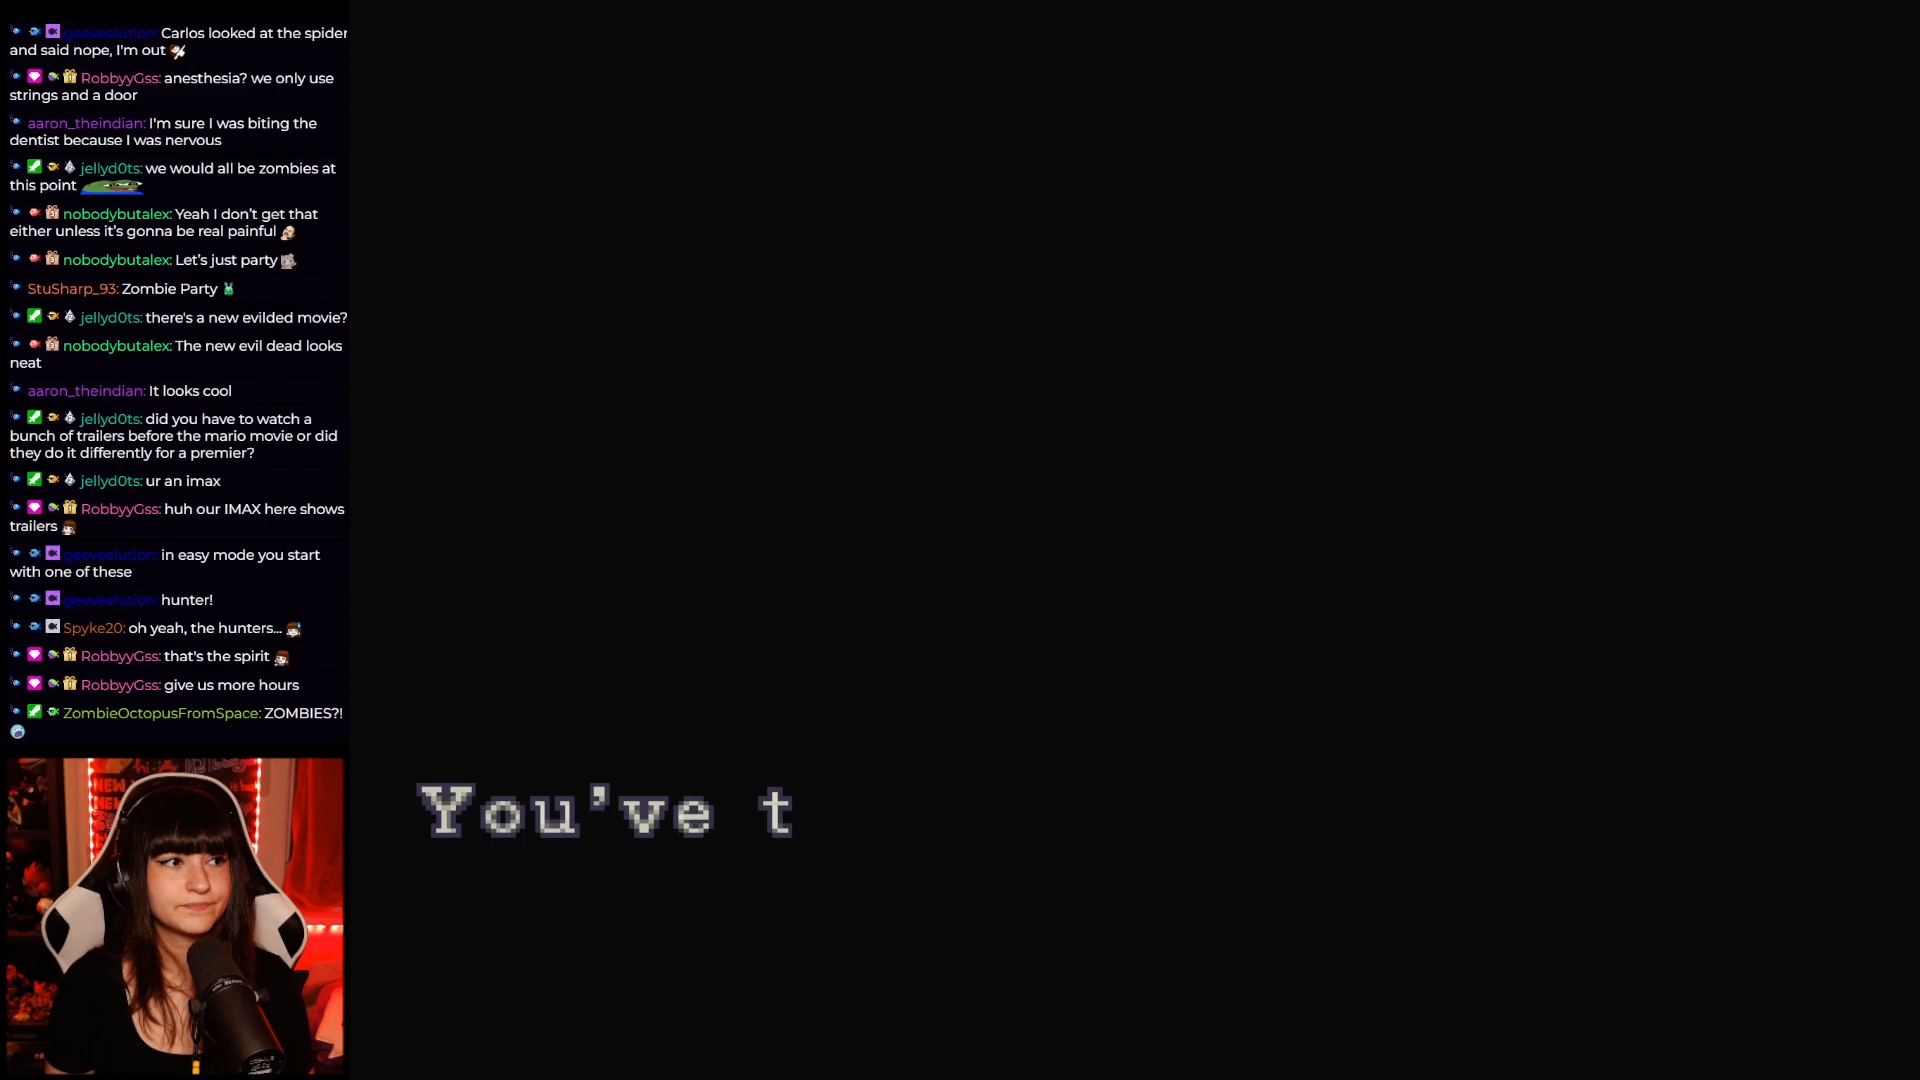 geeveelution: Carlos looked at the spider
and said nope, I'm out
RobbyyGss: anesthesia? we only use
strings and a door
aaron_theindian: I'm sure I was biting the
dentist because I was nervous
jellyd0ts: we would all be zombies at
this point
nobodybutalex: Yeah I don't get that
either unless it's gonna be real painful
nobodybutalex: Let's just party
StuSharp_93: Zombie Party
jellyd0ts: there's a new evilded movie?
nobodybutalex: The new evil dead looks
neat
aaron_theindian: It looks cool
jellyd0ts: did you have to watch a
bunch of trailers before the mario movie or did
they do it differently for a premier?
jellyd0ts: ur an imax
RobbyyGss: huh our IMAX here shows
trailers
geeveelution: in easy mode you start
with one of these
geeveelution: hunter!
Spyke20: oh yeah, the hunters...
RobbyyGss: that's the spirit
RobbyyGss: give us more hours
ZombieOctopusFromSpace: ZOMBIES?!
hi-
NEW
You've t